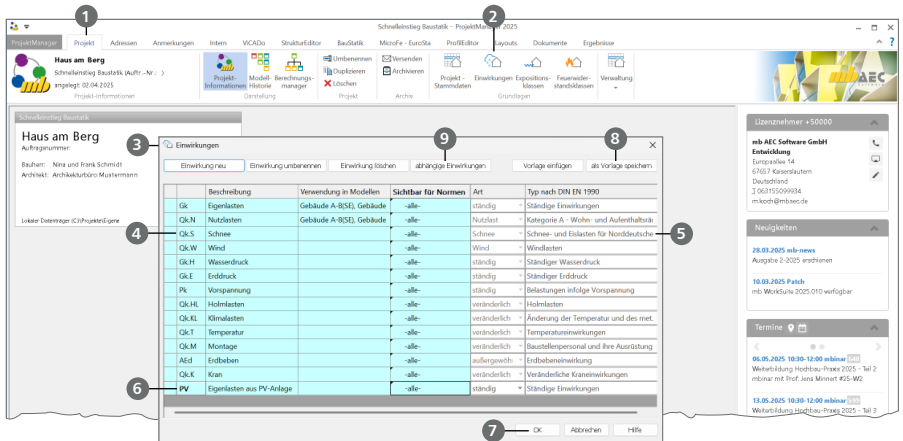 1
2
Schnelleinstieg Baustatik - ProjektManager 2025
ProjektManager Projekt Adressen Anmerkungen Intern ViCADo StrukturEditor BauStatik MicroFe - EuroSta ProfilEditor Layouts Dokumente Ergebnisse
Haus am Berg
Schnelleinstieg Baustatik (Auftr.-Nr.: )
angelegt: 02.04.2025
Projekt-Informationen
Projekt-Informationen
Modell-Historie
Berechnungs-manager
Darstellung
Umbenennen
Duplizieren
Löschen
Projekt
Versenden
Archivieren
Archiv
Projekt-Stammdaten
Einwirkungen
Expositions-klassen
Feuerwider-standsklassen
Grundlagen
Verwaltung
mb AEC
Schnelleinstieg Baustatik
Haus am Berg
Auftragsnummer:
Bauherr: Nina und Frank Schmidt
Architekt: Architekturbüro Mustermann
Lokaler Datenträger (C:)\Projekte\Eigene
3
Einwirkungen
9
8
Einwirkung neu Einwirkung umbenennen Einwirkung löschen abhängige Einwirkungen Vorlage einfügen als Vorlage speichern
Beschreibung Verwendung in Modellen Sichtbar für Normen Art Typ nach DIN EN 1990
Gk Eigenlasten Gebäude A-B(SE), Gebäude -alle- ständig Ständige Einwirkungen
Qk.N Nutzlasten Gebäude A-B(SE), Gebäude -alle- Nutzlast Kategorie A - Wohn- und Aufenthaltsräu
4
Qk.S Schnee -alle- Schnee Schnee- und Eislasten für Norddeutsche
5
Qk.W Wind -alle- Wind Windlasten
Gk.H Wasserdruck -alle- ständig Ständiger Wasserdruck
Gk.E Erddruck -alle- ständig Ständiger Erddruck
Pk Vorspannung -alle- ständig Belastungen infolge Vorspannung
Qk.HL Holmlasten -alle- veränderlich Holmlasten
Qk.KL Klimalasten -alle- veränderlich Änderung der Temperatur und des met.
Qk.T Temperatur -alle- veränderlich Temperatureinwirkungen
Qk.M Montage -alle- veränderlich Baustellenpersonal und ihre Ausrüstung
AEd Erdbeben -alle- außergewöh Erdbebeneinwirkung
Qk.K Kran -alle- veränderlich Veränderliche Kraneinwirkungen
6
PV Eigenlasten aus PV-Anlage -alle- ständig Ständige Einwirkungen
7
OK Abbrechen Hilfe
Lizenznehmer +50000
mb AEC Software GmbH
Entwicklung
Europaallee 14
67657 Kaiserslautern
Deutschland
T 063155099934
m.koch@mbaec.de
Neuigkeiten
28.03.2025 mb-news
Ausgabe 2-2025 erschienen
10.03.2025 Patch
mb WorkSuite 2025.010 verfügbar
Termine
06.05.2025 10:30-12:00 mbinar
Weiterbildung Hochbau-Praxis 2025 - Teil 2
mbinar mit Prof. Jens Minnert #25-W2
13.05.2025 10:30-12:00 mbinar
Weiterbildung Hochbau-Praxis 2025 - Teil 3